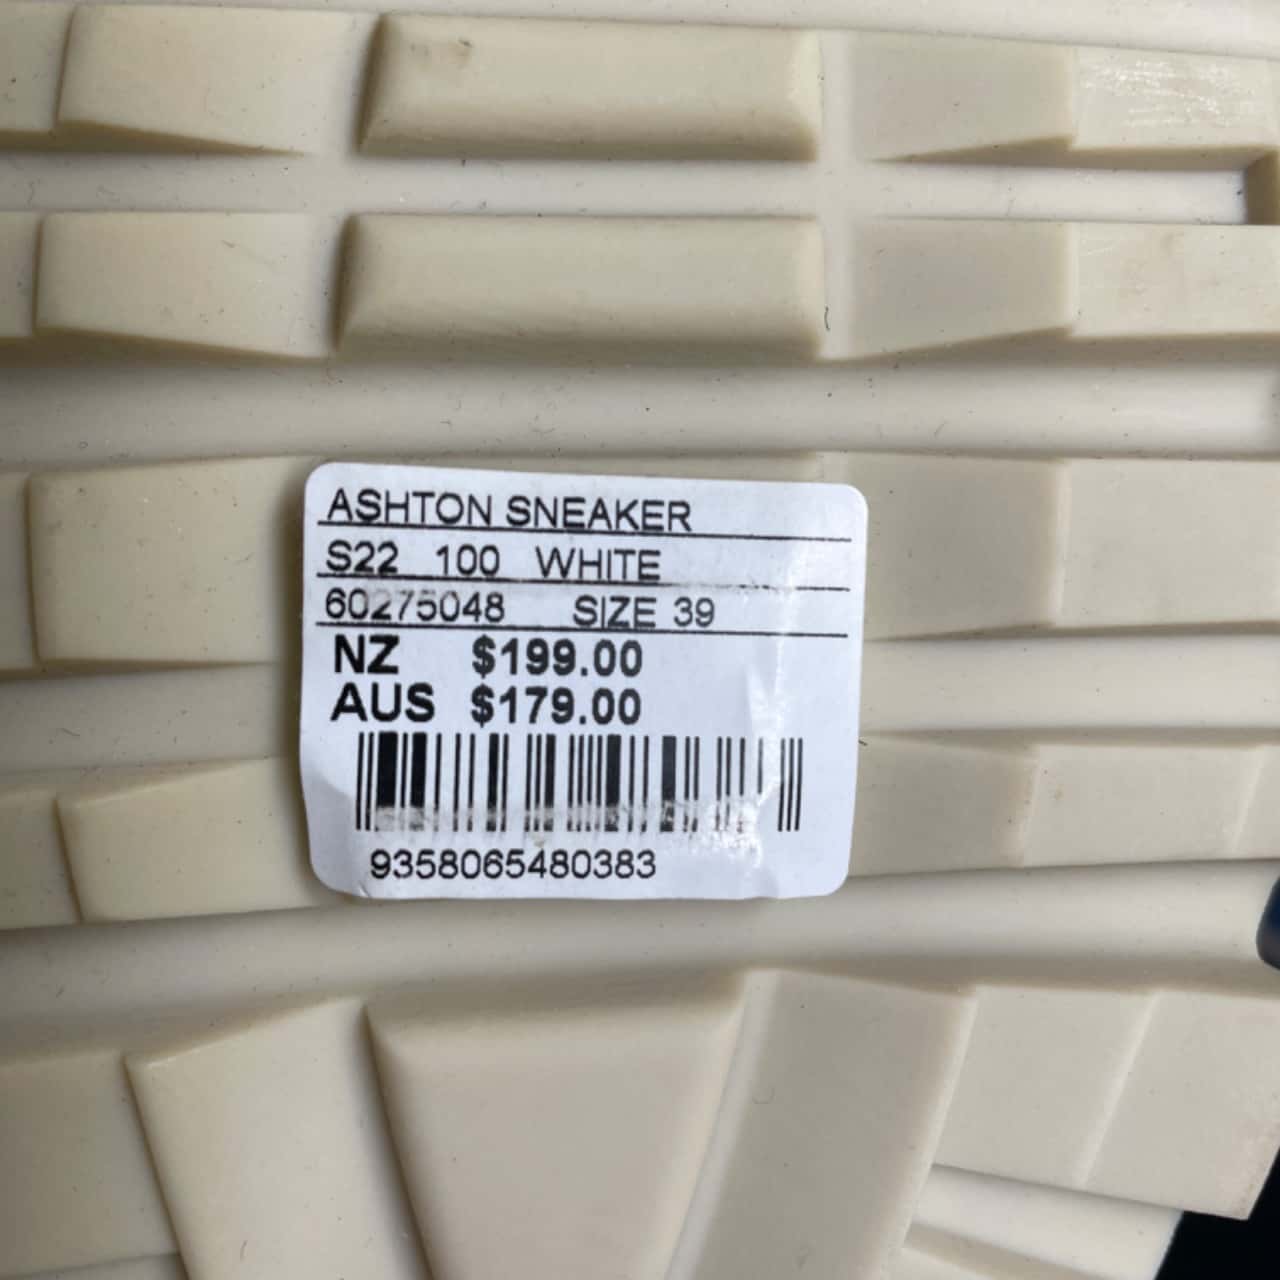 ASHTON SNEAKER
S22 100 WHITE
60275048 SIZE 39
NZ $199.00
AUS $179.00
9358065480383